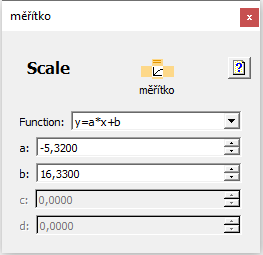 měřítko
x
Scale
?
měřítko
Function: y=a*x+b
a: -5,3200
b: 16,3300
c: 0,0000
d: 0,0000